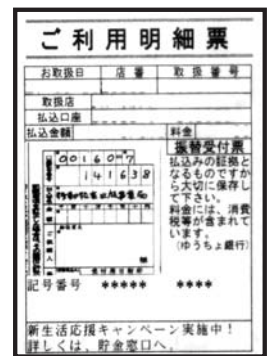 ご利用明細票
お取扱日 店番 取扱番号
取扱店
払込口座
払込金額 料金
振替受付票
払込みの証拠と
なるものですか
ら大切に保存し
て下さい。
料金には、消費
税等が含まれて
います。
(ゆうちょ銀行)
00160 7
141638
記号番号 ***** ****
新生活応援キャンペーン実施中!
詳しくは、貯金窓口へ。